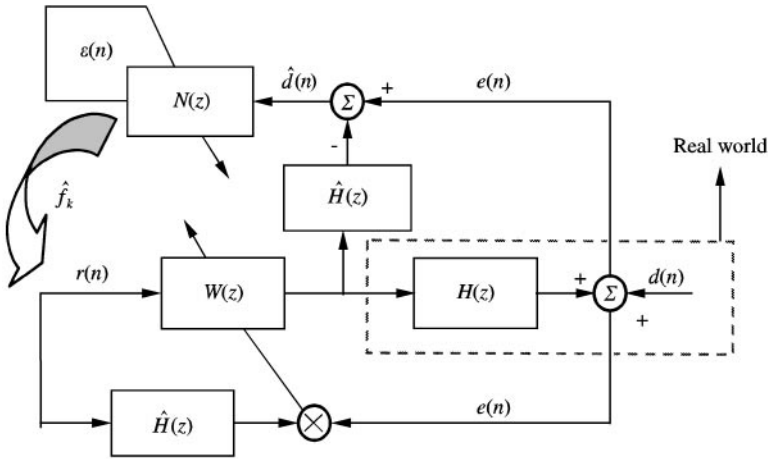 ε(n)
N(z)
d̂(n)
Σ
+
e(n)
-
Real world
Ĥ(z)
f̂ₖ
r(n)
W(z)
H(z)
+
Σ
d(n)
+
Ĥ(z)
e(n)